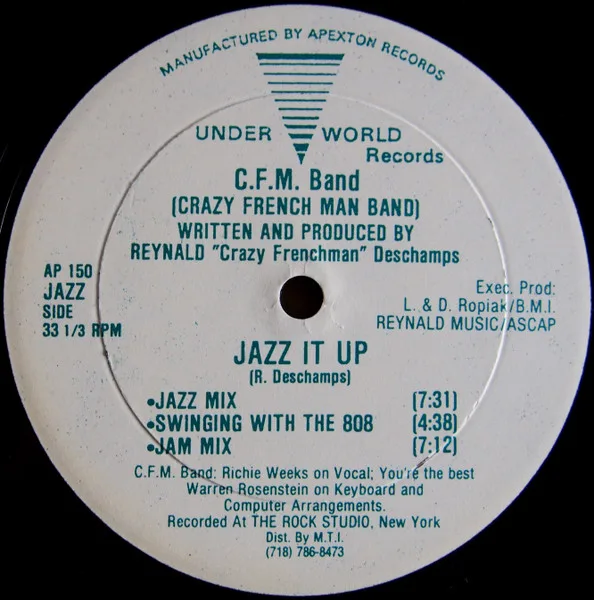 MANUFACTURED BY APEXTON RECORDS
UNDER WORLD
Records
C.F.M. Band
(CRAZY FRENCH MAN BAND)
WRITTEN AND PRODUCED BY
REYNALD "Crazy Frenchman" Deschamps
AP 150
JAZZ
SIDE
33 1/3 RPM
Exec. Prod:
L. & D. Ropiak/B.M.I.
REYNALD MUSIC/ASCAP
JAZZ IT UP
(R. Deschamps)
•JAZZ MIX (7:31)
•SWINGING WITH THE 808 (4:38)
•JAM MIX (7:12)
C.F.M. Band: Richie Weeks on Vocal; You're the best
Warren Rosenstein on Keyboard and
Computer Arrangements.
Recorded At THE ROCK STUDIO, New York
Dist. By M.T.I.
(718) 786-8473